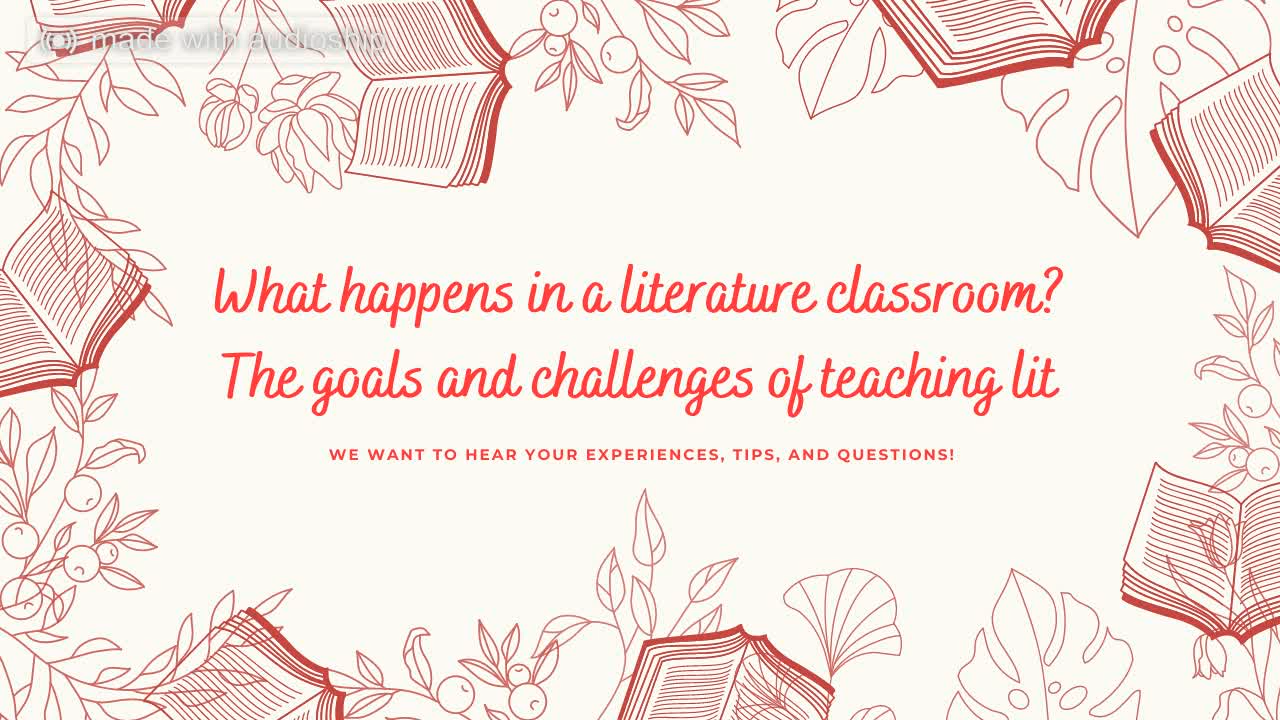 made with audioship
What happens in a literature classroom?
The goals and challenges of teaching lit
WE WANT TO HEAR YOUR EXPERIENCES, TIPS, AND QUESTIONS!